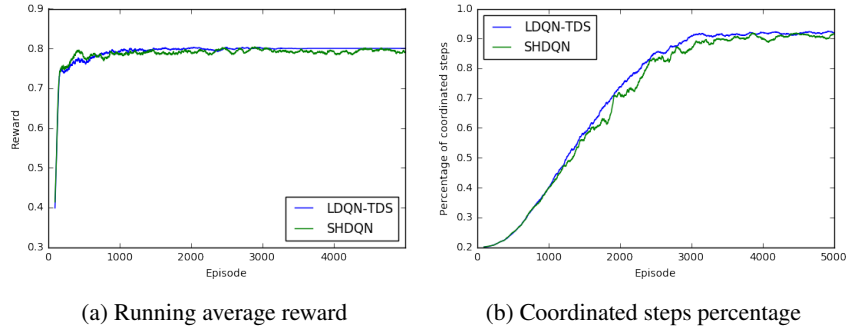 0.9
0.8
0.7
0.6
0.5
0.4
0.3
Reward
0 1000 2000 3000 4000
Episode
LDQN-TDS
SHDQN
(a) Running average reward
1.0
0.9
0.8
0.7
0.6
0.5
0.4
0.3
0.2
Percentage of coordinated steps
0 1000 2000 3000 4000 5000
Episode
LDQN-TDS
SHDQN
(b) Coordinated steps percentage